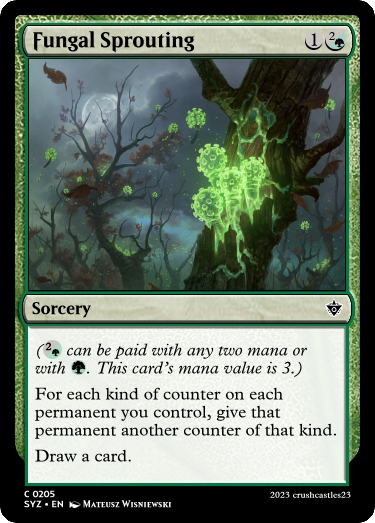 Fungal Sprouting 1 2
Sorcery
(2 can be paid with any two mana or
with . This card's mana value is 3.)
For each kind of counter on each
permanent you control, give that
permanent another counter of that kind.
Draw a card.
C 0205
SYZ • EN Mateusz Wisniewski
2023 crushcastles23